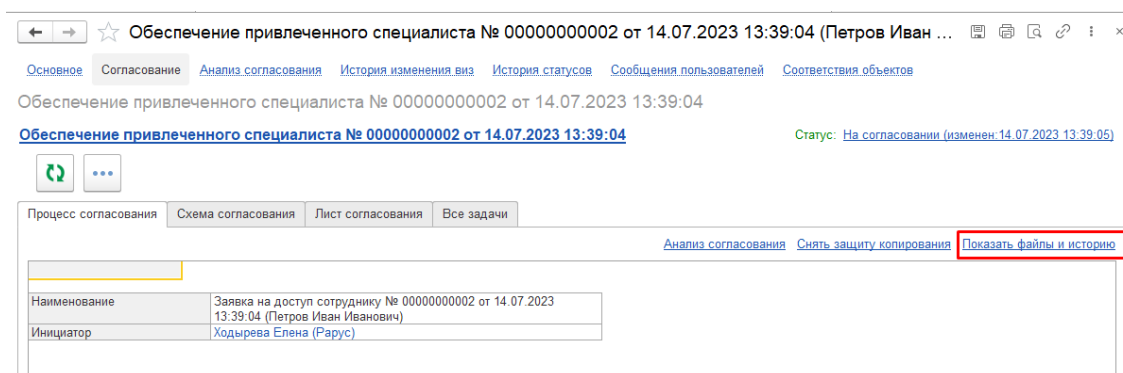 Обеспечение привлеченного специалиста № 00000000002 от 14.07.2023 13:39:04 (Петров Иван ...
Основное Согласование Анализ согласования История изменения виз История статусов Сообщения пользователей Соответствия объектов
Обеспечение привлеченного специалиста № 00000000002 от 14.07.2023 13:39:04
Обеспечение привлеченного специалиста № 00000000002 от 14.07.2023 13:39:04 Статус: На согласовании (изменен:14.07.2023 13:39:05)
Процесс согласования Схема согласования Лист согласования Все задачи
Анализ согласования Снять защиту копирования Показать файлы и историю
Наименование Заявка на доступ сотруднику № 00000000002 от 14.07.2023
13:39:04 (Петров Иван Иванович)
Инициатор Ходырева Елена (Рарус)